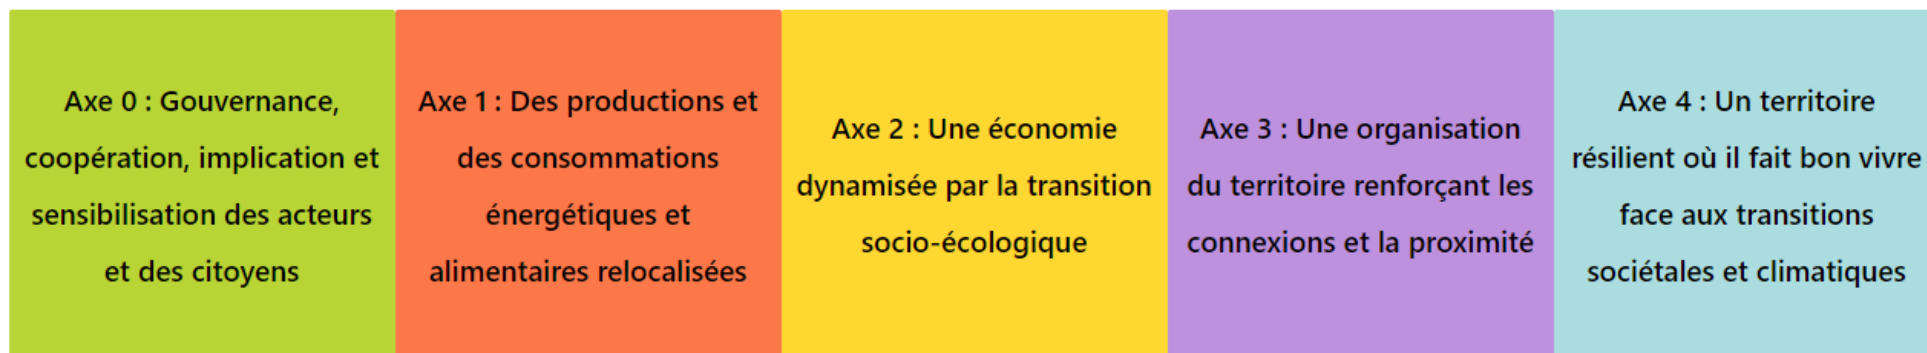 Axe 0 : Gouvernance,
coopération, implication et
sensibilisation des acteurs
et des citoyens
Axe 1 : Des productions et
des consommations
énergétiques et
alimentaires relocalisées
Axe 2 : Une économie
dynamisée par la transition
socio-écologique
Axe 3 : Une organisation
du territoire renforçant les
connexions et la proximité
Axe 4 : Un territoire
résilient où il fait bon vivre
face aux transitions
sociétales et climatiques